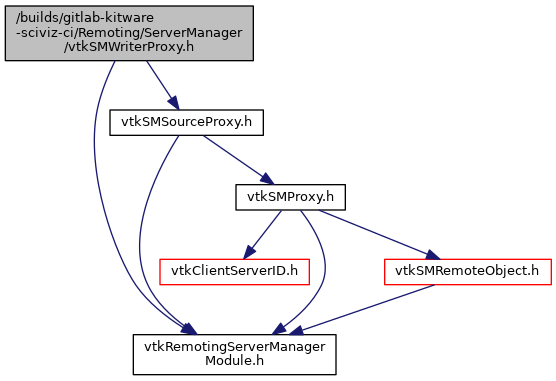 /builds/gitlab-kitware
-sciviz-ci/Remoting/ServerManager
/vtkSMWriterProxy.h
vtkSMSourceProxy.h
vtkSMProxy.h
vtkClientServerID.h
vtkSMRemoteObject.h
vtkRemotingServerManager
Module.h